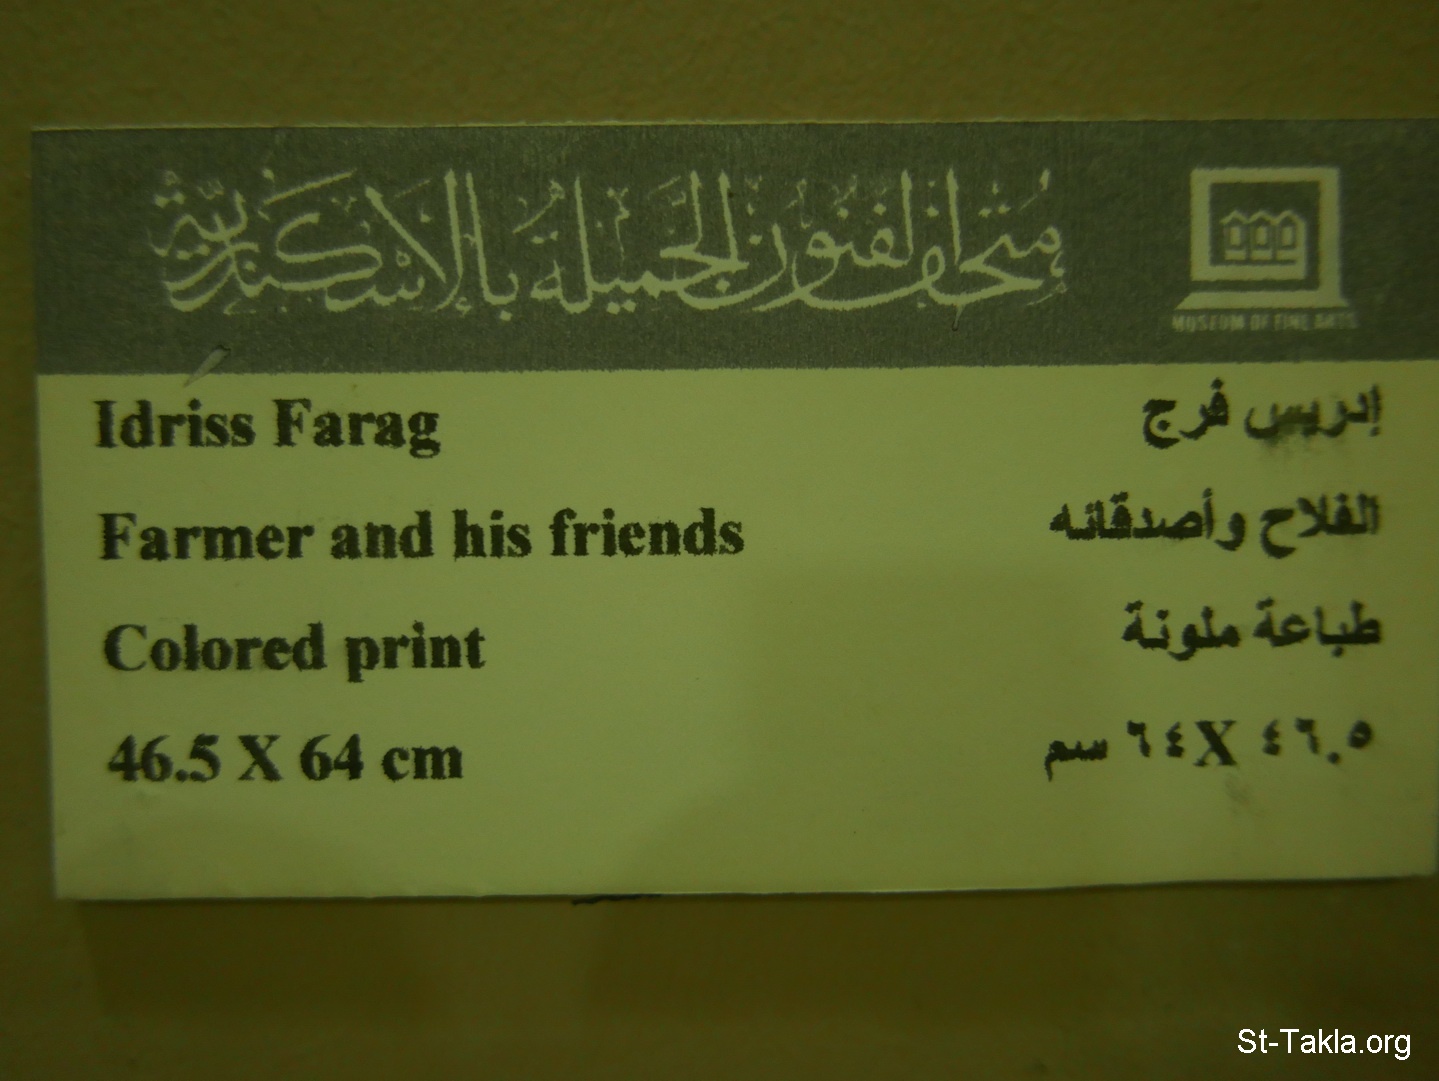 متحف الفنون الجميلة بالإسكندرية
MUSEUM OF FINE ARTS
Idriss Farag
إدريس فرج
Farmer and his friends
الفلاح وأصدقائه
Colored print
طباعة ملونة
46.5 X 64 cm
٤٦.٥ X ٦٤ سم
St-Takla.org